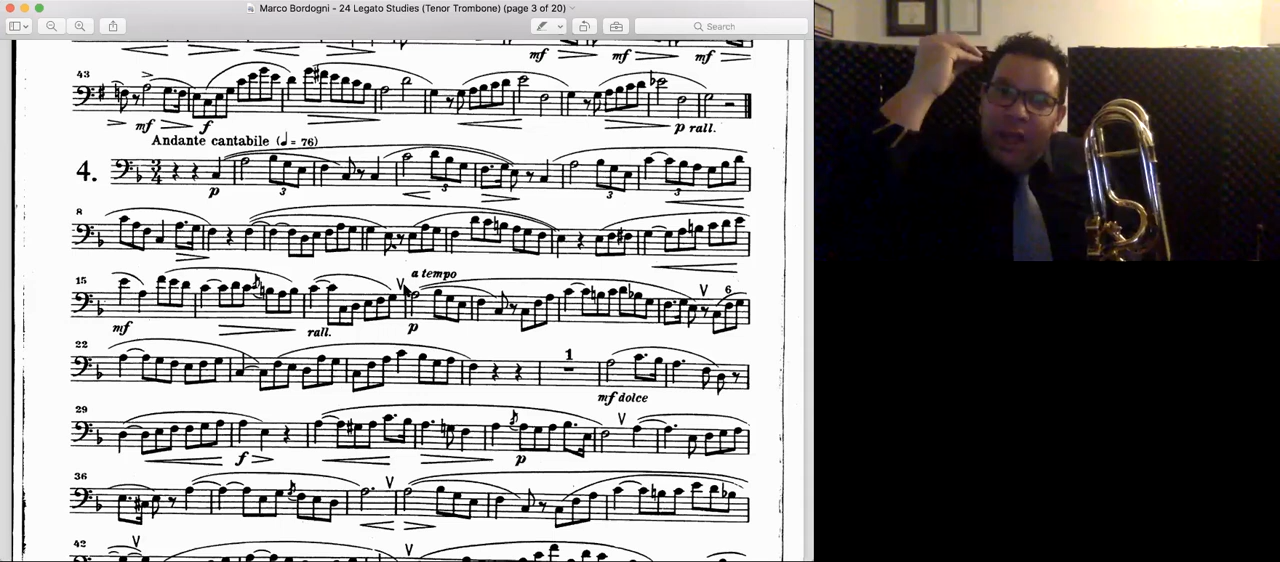 Marco Bordogni - 24 Legato Studies (Tenor Trombone) (page 3 of 20)
Search
mf mf mf
43
mf f p rall.
Andante cantabile (♩ = 76)
4. 3/4
p 3 3 3 3
8
15 a tempo 6
mf rall. p
22 1
mf dolce
29
f p
36
42